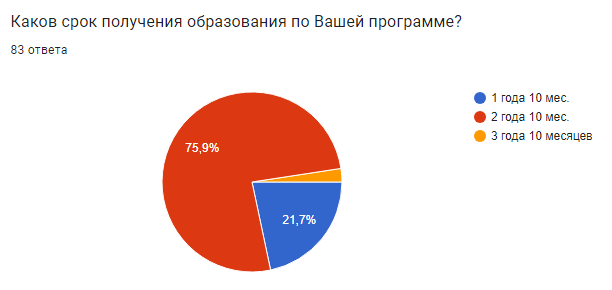 Каков срок получения образования по Вашей программе?
83 ответа
1 года 10 мес.
2 года 10 мес.
3 года 10 месяцев
75,9%
21,7%